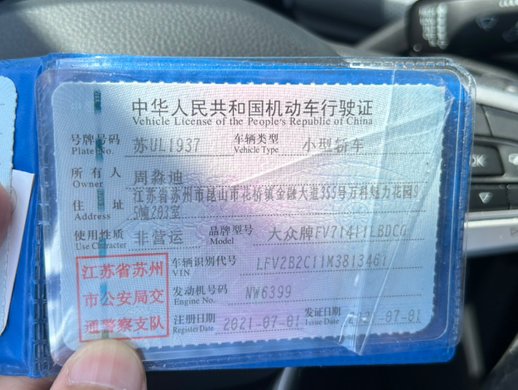 中华人民共和国机动车行驶证
Vehicle License of the People's Republic of China
号牌号码 苏UL1937 车辆类型 小型轿车
Plate No. Vehicle Type
所有人 周淼迪
Owner
住址 江苏省苏州市昆山市花桥镇金融大道355号万科魅力花园9
Address 5幢203室
使用性质 非营运 品牌型号 大众牌FV71411LBDCG
Use Character Model
江苏省苏州
市公安局交
通警察支队
车辆识别代号 LFV2B2C11M3813461
VIN
发动机号码 NW6399
Engine No.
注册日期 2021-07-01 发证日期 2021-07-01
Register Date Issue Date
OK